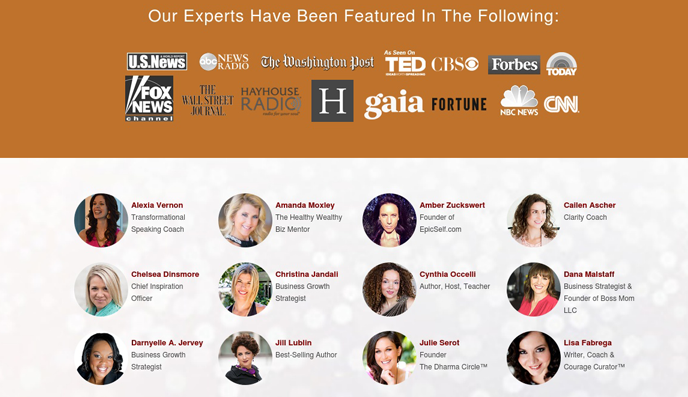 Our Experts Have Been Featured In The Following:
U.S.News
abc NEWS RADIO
The Washington Post
As Seen On
TED
CBS
Forbes
TODAY
FOX NEWS channel
THE WALL STREET JOURNAL
HAYHOUSE RADIO
radio for your soul
H
gaia
FORTUNE
NBC NEWS
CNN
Alexia Vernon
Transformational
Speaking Coach
Amanda Moxley
The Healthy Wealthy
Biz Mentor
Amber Zuckswert
Founder of
EpicSelf.com
Cailen Ascher
Clarity Coach
Chelsea Dinsmore
Chief Inspiration
Officer
Christina Jandali
Business Growth
Strategist
Cynthia Occelli
Author, Host, Teacher
Dana Malstaff
Business Strategist &
Founder of Boss Mom
LLC
Darnyelle A. Jervey
Business Growth
Strategist
Jill Lublin
Best-Selling Author
Julie Serot
Founder
The Dharma Circle™
Lisa Fabrega
Writer, Coach &
Courage Curator™